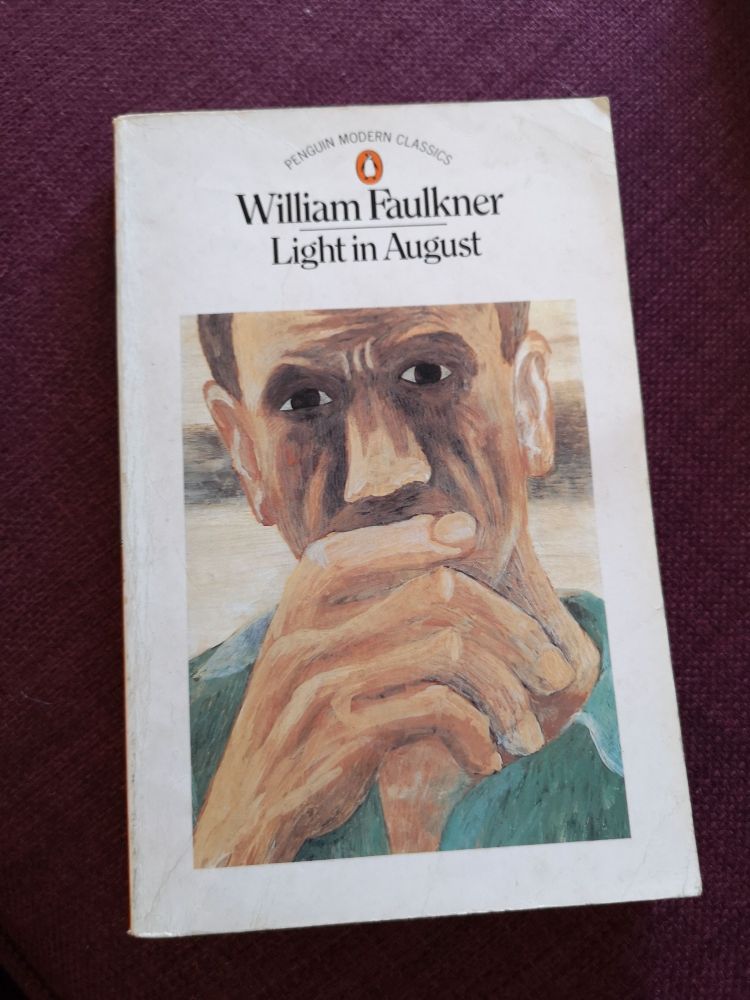 PENGUIN MODERN CLASSICS
William Faulkner
Light in August